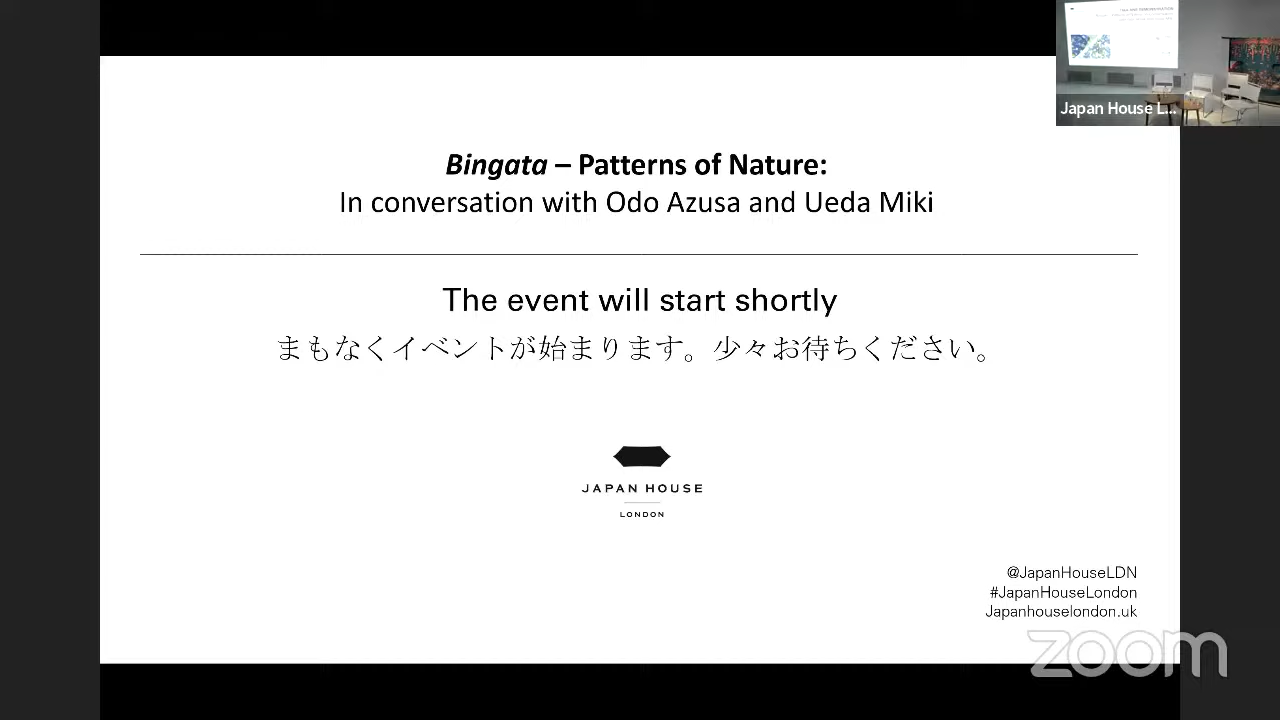 Bingata – Patterns of Nature:
In conversation with Odo Azusa and Ueda Miki
The event will start shortly
まもなくイベントが始まります。少々お待ちください。
JAPAN HOUSE
LONDON
@JapanHouseLDN
#JapanHouseLondon
Japanhouselondon.uk
zoom
Japan House L...